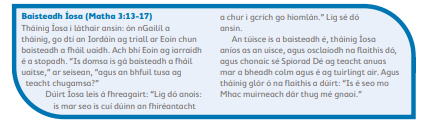 Baisteadh Íosa (Matha 3:13-17)
Tháinig Íosa i láthair ansin: ón nGailíl a
tháinig, go dtí an Iordáin ag triall ar Eoin chun
baisteadh a fháil uaidh. Ach bhí Eoin ag iarraidh
é a stopadh. “Is domsa is gá baisteadh a fháil
uaitse,” ar seisean, “agus an bhfuil tusa ag
teacht chugamsa?”
Dúirt Íosa leis á fhreagairt: “Lig dó anois:
is mar seo is cuí dúinn an fhíréantacht
a chur i gcrích go hiomlán.” Lig sé dó
ansin.
An túisce is a baisteadh é, tháinig Íosa
aníos as an uisce, agus osclaíodh na flaithis dó,
agus chonaic sé Spiorad Dé ag teacht anuas
mar a bheadh colm agus é ag tuirlingt air. Agus
tháinig glór ó na flaithis a dúirt: “Is é seo mo
Mhac muirneach dár thug mé gnaoi.”